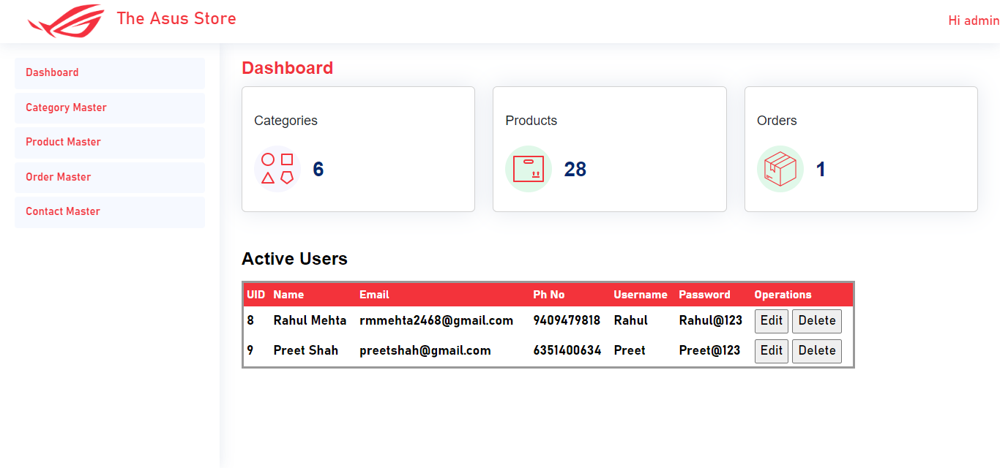 The Asus Store
Hi admin
Dashboard
Category Master
Product Master
Order Master
Contact Master
Dashboard
Categories
6
Products
28
Orders
1
Active Users
UID Name Email Ph No Username Password Operations
8 Rahul Mehta rmmehta2468@gmail.com 9409479818 Rahul Rahul@123 Edit Delete
9 Preet Shah preetshah@gmail.com 6351400634 Preet Preet@123 Edit Delete